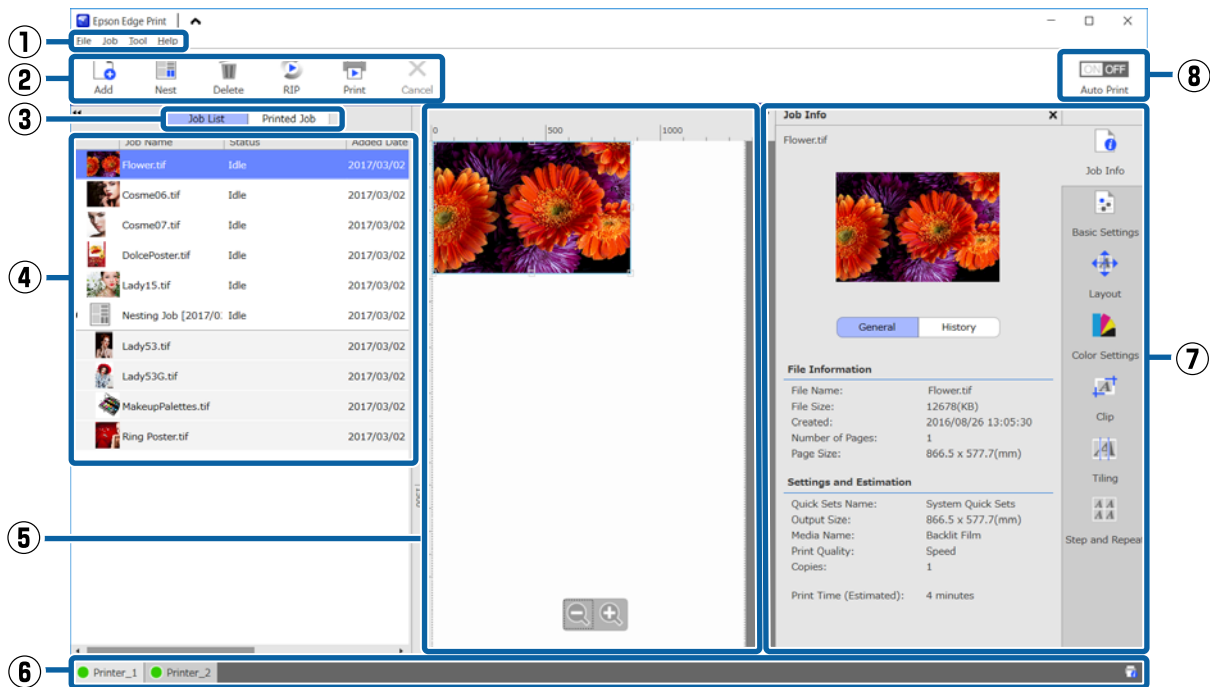 Epson Edge Print
File Job Tool Help
① ② ③ ④ ⑤ ⑥ ⑦ ⑧
Add Nest Delete RIP Print Cancel
ON OFF
Auto Print
Job List Printed Job
Job Name Status Added Date
Flower.tif Idle 2017/03/02
Cosme06.tif Idle 2017/03/02
Cosme07.tif Idle 2017/03/02
DolcePoster.tif Idle 2017/03/02
Lady15.tif Idle 2017/03/02
Nesting Job [2017/0: Idle 2017/03/02
Lady53.tif 2017/03/02
Lady53G.tif 2017/03/02
MakeupPalettes.tif 2017/03/02
Ring Poster.tif 2017/03/02
0 500 1000
Job Info
Flower.tif
General History
File Information
File Name: Flower.tif
File Size: 12678(KB)
Created: 2016/08/26 13:05:30
Number of Pages: 1
Page Size: 866.5 x 577.7(mm)
Settings and Estimation
Quick Sets Name: System Quick Sets
Output Size: 866.5 x 577.7(mm)
Media Name: Backlit Film
Print Quality: Speed
Copies: 1
Print Time (Estimated): 4 minutes
Job Info
Basic Settings
Layout
Color Settings
Clip
Tiling
Step and Repeat
Printer_1 Printer_2